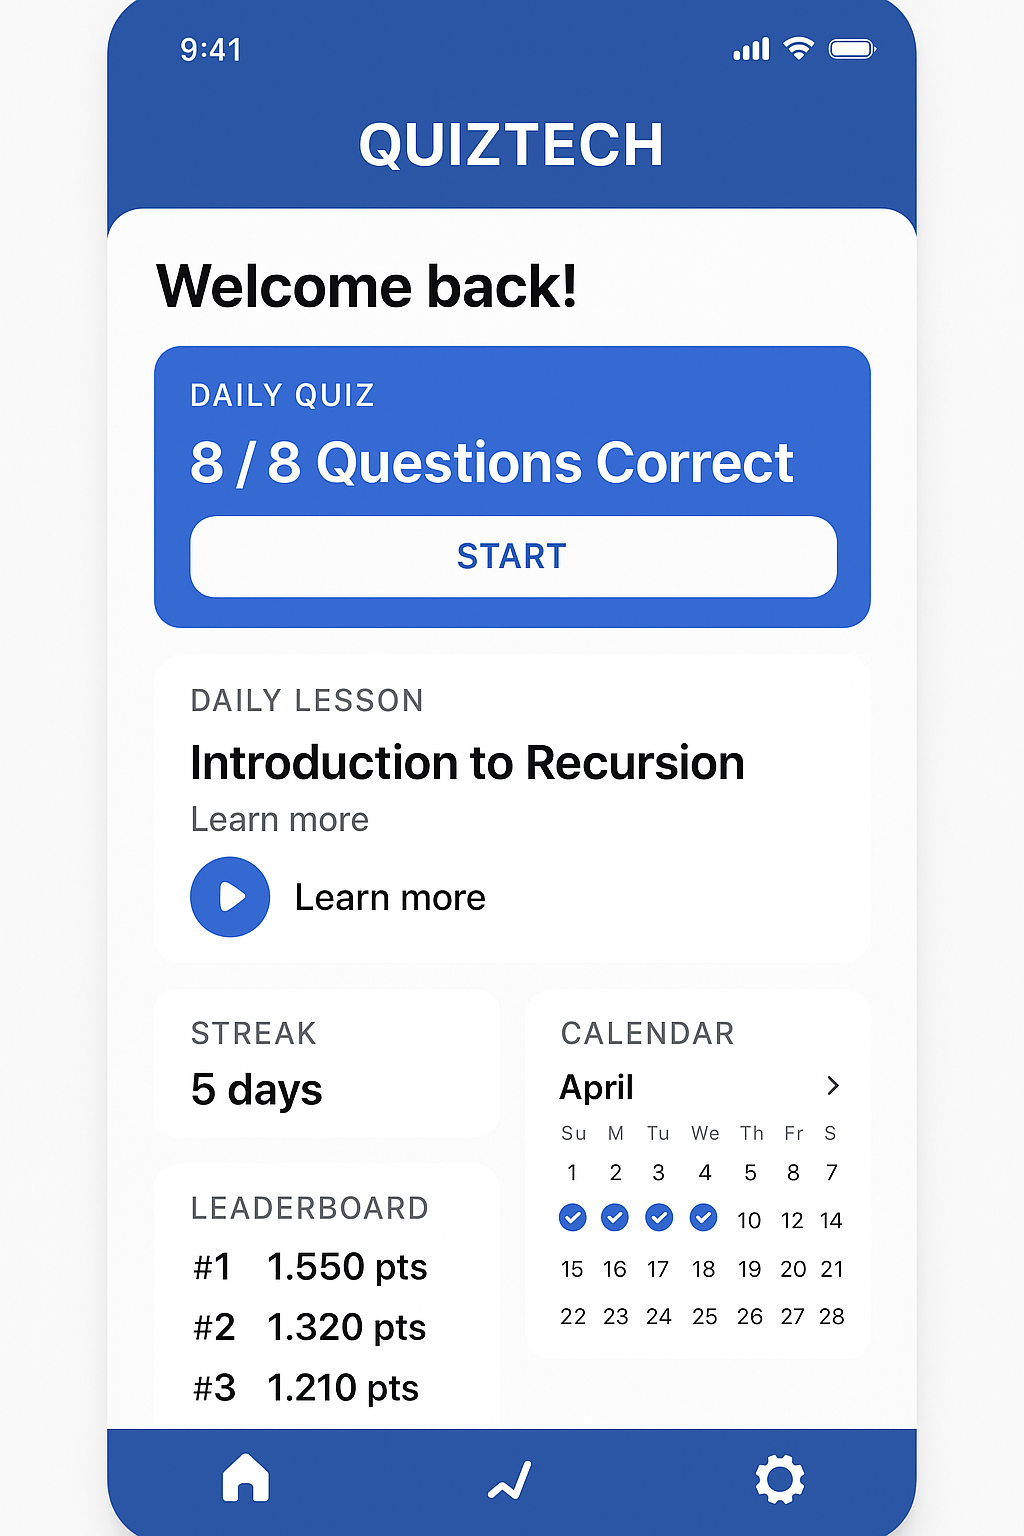 9:41
QUIZTECH
Welcome back!
DAILY QUIZ
8 / 8 Questions Correct
START
DAILY LESSON
Introduction to Recursion
Learn more
Learn more
STREAK
5 days
LEADERBOARD
#1 1.550 pts
#2 1.320 pts
#3 1.210 pts
CALENDAR
April
Su M Tu We Th Fr S
1 2 3 4 5 8 7
10 12 14
15 16 17 18 19 20 21
22 23 24 25 26 27 28